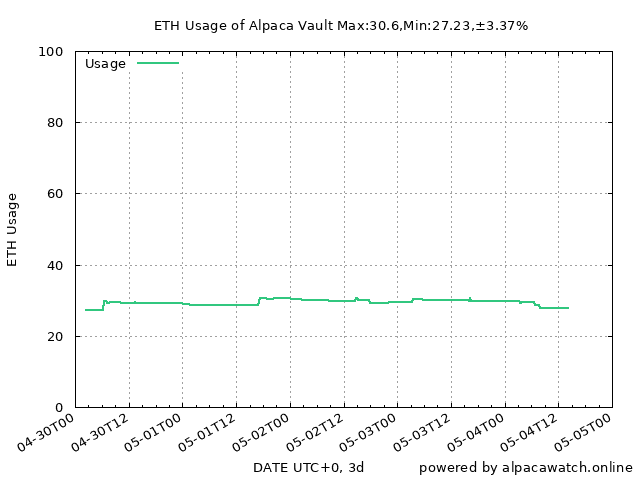 ETH Usage of Alpaca Vault Max:30.6,Min:27.23,±3.37%
Usage
ETH Usage
100
80
60
40
20
0
04-30T00
04-30T12
05-01T00
05-01T12
05-02T00
05-02T12
05-03T00
05-03T12
05-04T00
05-04T12
05-05T00
DATE UTC+0, 3d
powered by alpacawatch.online